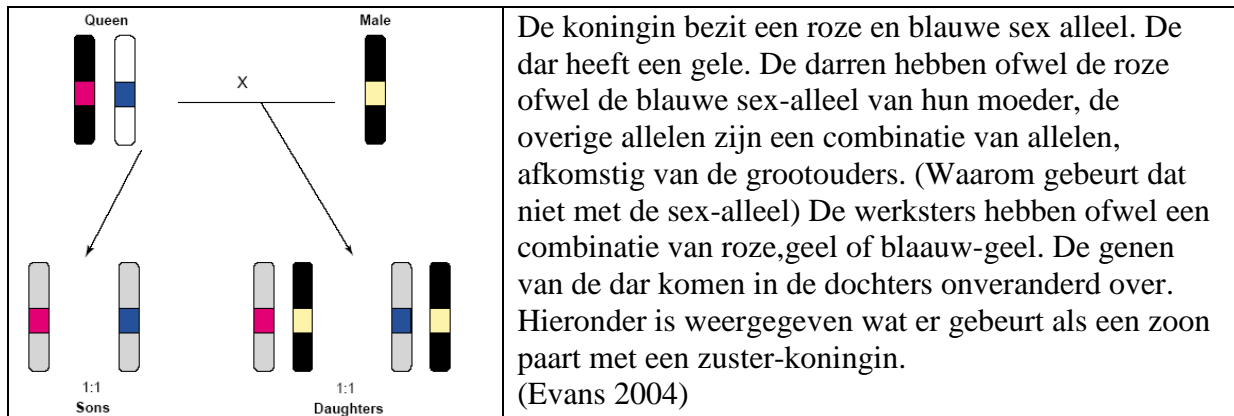 Queen
Male
X
1:1
Sons
1:1
Daughters
De koningin bezit een roze en blauwe sex alleel. De
dar heeft een gele. De darren hebben ofwel de roze
ofwel de blauwe sex-alleel van hun moeder, de
overige allelen zijn een combinatie van allelen,
afkomstig van de grootouders. (Waarom gebeurt dat
niet met de sex-alleel) De werksters hebben ofwel een
combinatie van roze,geel of blaauw-geel. De genen
van de dar komen in de dochters onveranderd over.
Hieronder is weergegeven wat er gebeurt als een zoon
paart met een zuster-koningin.
(Evans 2004)